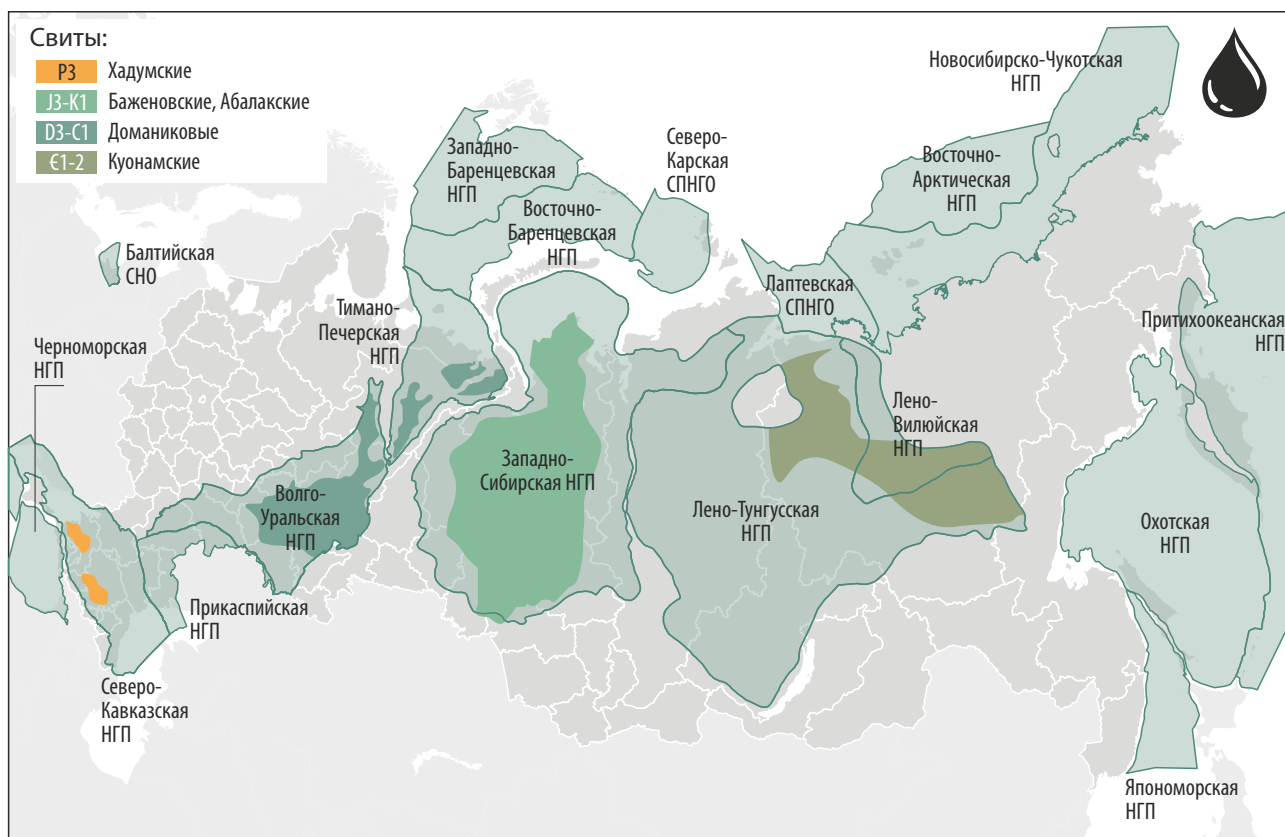 Свиты:
P3 Хадумские
J3-K1 Баженовские, Абалакские
D3-C1 Доманиковые
Є1-2 Куонамские
Новосибирско-Чукотская
НГП
Западно-
Баренцевская
НГП
Северо-
Карская
СПНГО
Восточно-
Арктическая
НГП
Восточно-
Баренцевская
НГП
Балтийская
СНО
Лаптевская
СПНГО
Тимано-
Печерская
НГП
Притихоокеанская
НГП
Черноморская
НГП
Лено-
Вилюйская
НГП
Западно-
Сибирская НГП
Волго-
Уральская
НГП
Лено-Тунгусская
НГП
Охотская
НГП
Прикаспийская
НГП
Северо-
Кавказская
НГП
Япономорская
НГП